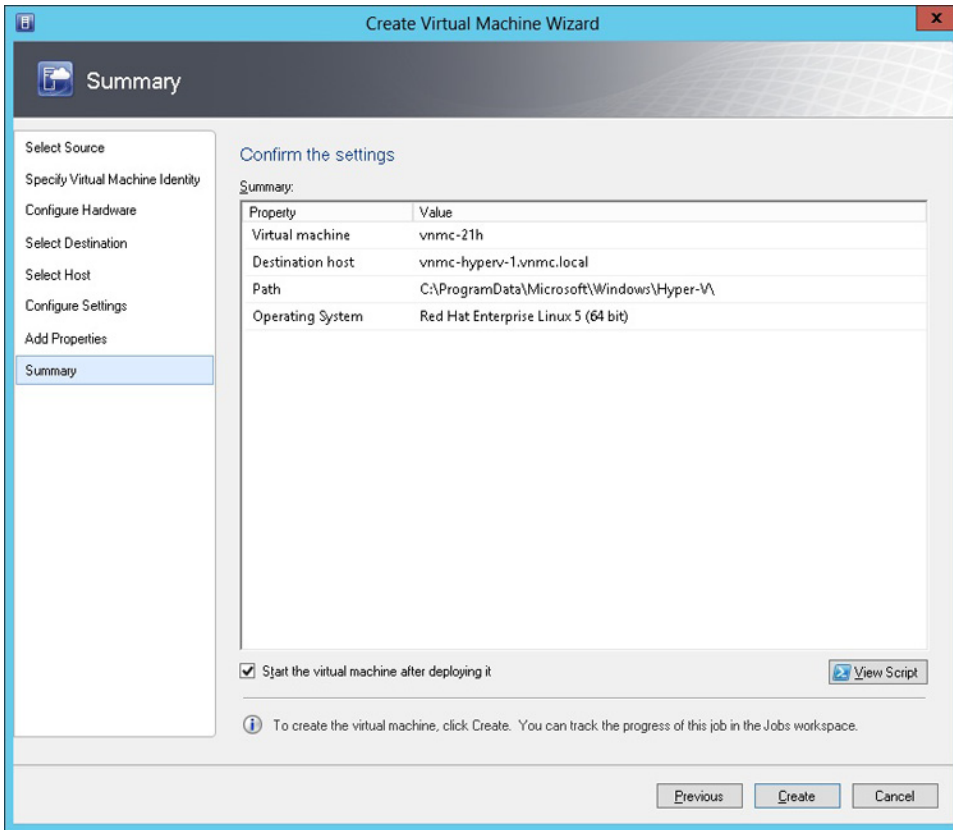 Create Virtual Machine Wizard
x
Summary
Select Source
Specify Virtual Machine Identity
Configure Hardware
Select Destination
Select Host
Configure Settings
Add Properties
Summary
Confirm the settings
Summary:
Property Value
Virtual machine vnmc-21h
Destination host vnmc-hyperv-1.vnmc.local
Path C:\ProgramData\Microsoft\Windows\Hyper-V\
Operating System Red Hat Enterprise Linux 5 (64 bit)
Start the virtual machine after deploying it
View Script
To create the virtual machine, click Create. You can track the progress of this job in the Jobs workspace.
Previous Create Cancel